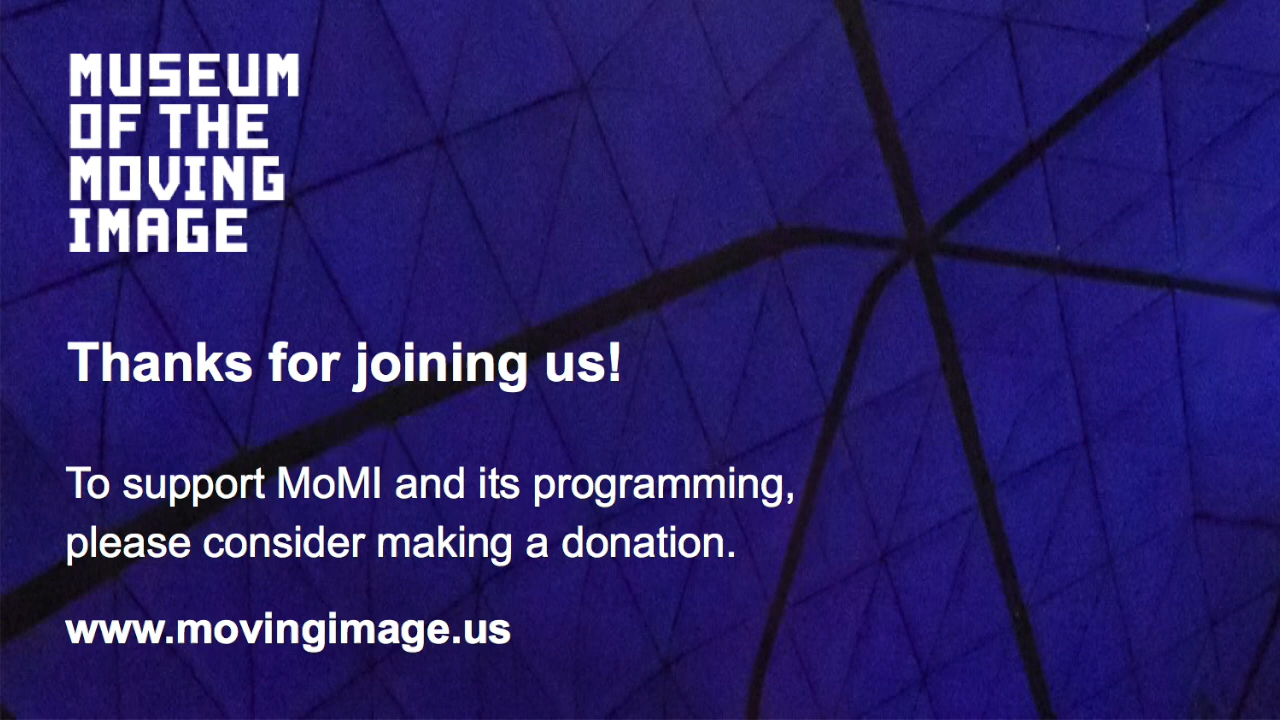 MUSEUM
OF THE
MOVING
IMAGE
Thanks for joining us!
To support MoMI and its programming,
please consider making a donation.
www.movingimage.us